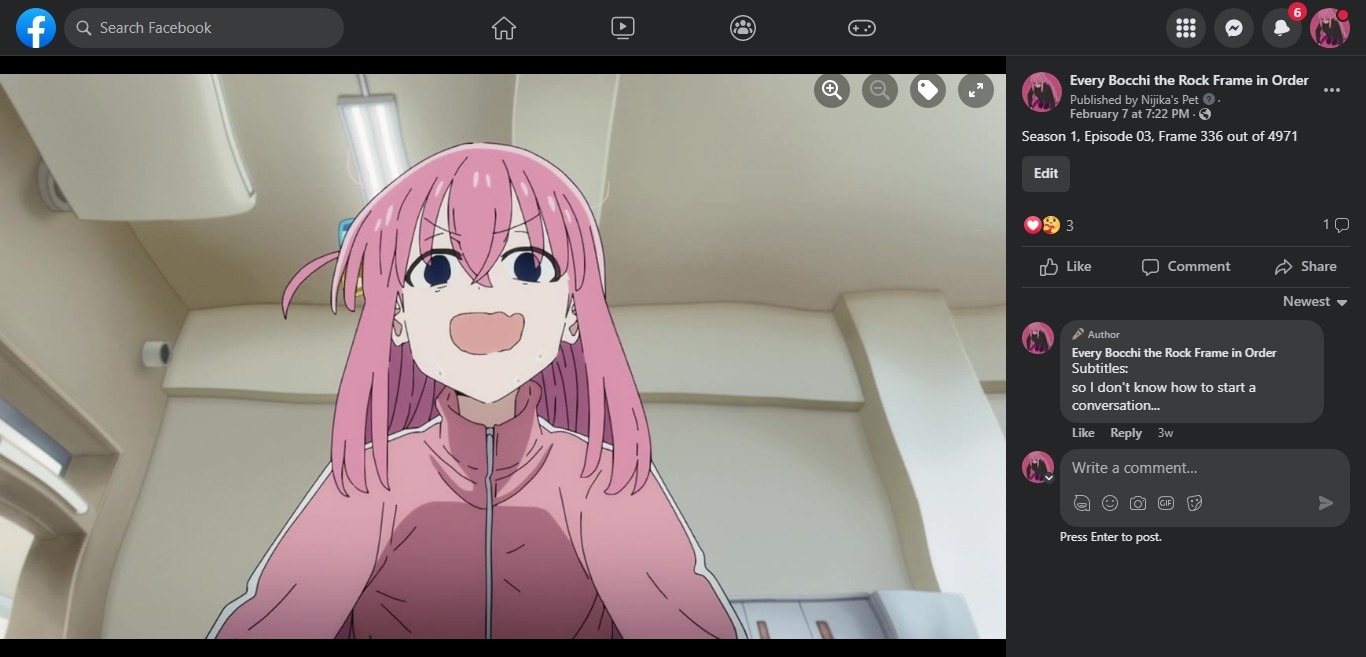 Search Facebook
6
Every Bocchi the Rock Frame in Order
Published by Nijika's Pet ·
February 7 at 7:22 PM ·
Season 1, Episode 03, Frame 336 out of 4971
Edit
3
1
Like
Comment
Share
Newest
Author
Every Bocchi the Rock Frame in Order
Subtitles:
so I don't know how to start a
conversation...
Like Reply 3w
Write a comment...
GIF
Press Enter to post.